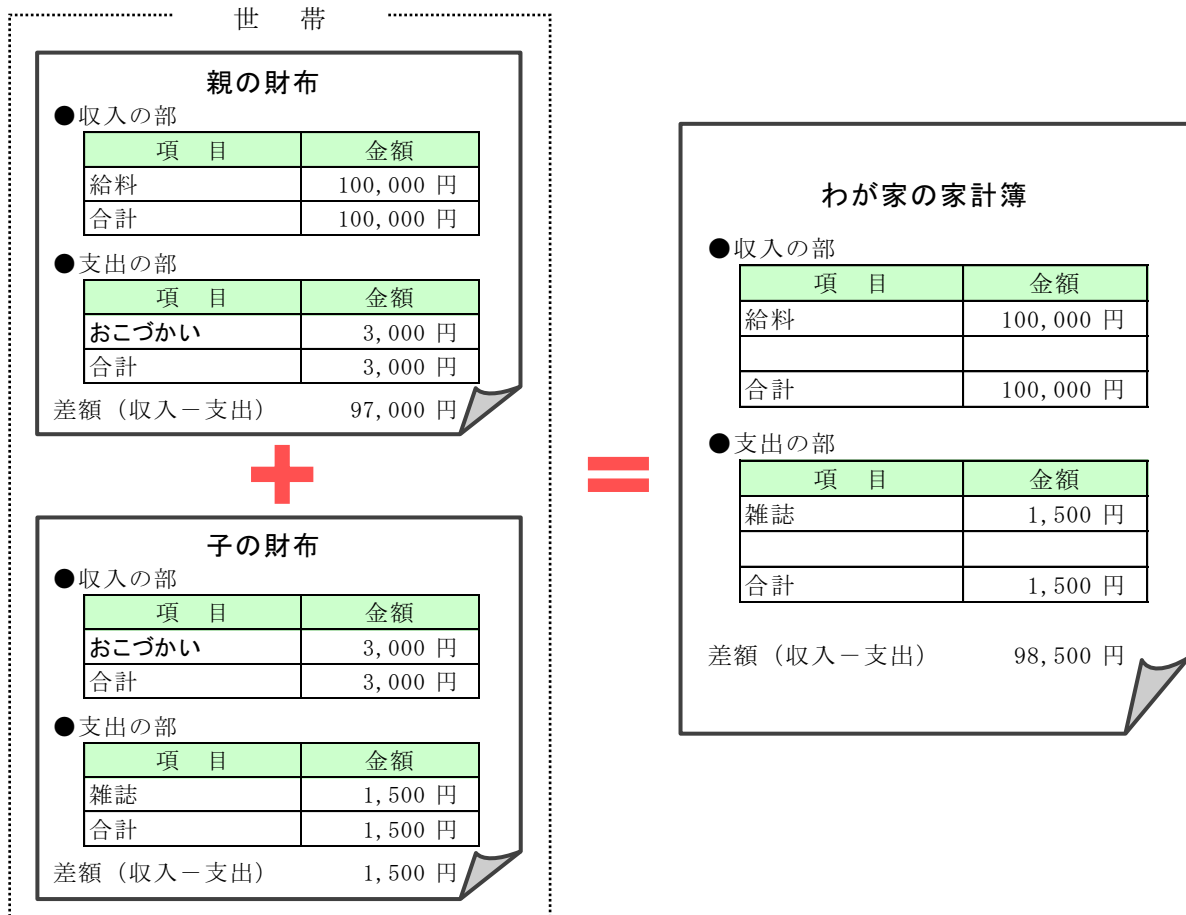 世　帯
親の財布
●収入の部
項　目　金額
給料　100,000 円
合計　100,000 円
●支出の部
項　目　金額
おこづかい　3,000 円
合計　3,000 円
差額（収入－支出）　97,000 円
子の財布
●収入の部
項　目　金額
おこづかい　3,000 円
合計　3,000 円
●支出の部
項　目　金額
雑誌　1,500 円
合計　1,500 円
差額（収入－支出）　1,500 円
わが家の家計簿
●収入の部
項　目　金額
給料　100,000 円
合計　100,000 円
●支出の部
項　目　金額
雑誌　1,500 円
合計　1,500 円
差額（収入－支出）　98,500 円